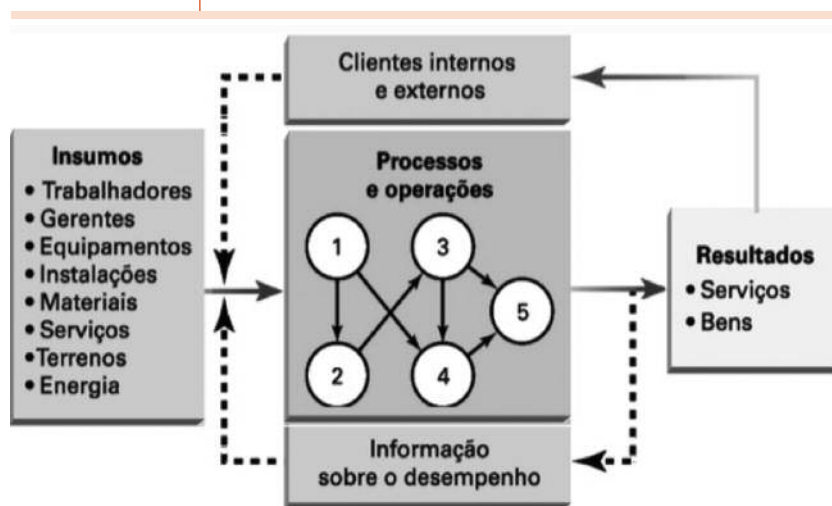 Clientes internos
e externos
Insumos
• Trabalhadores
• Gerentes
• Equipamentos
• Instalações
• Materiais
• Serviços
•Terrenos
• Energia
Processos
e operações
1
3
5
2
4
Resultados
• Serviços
• Bens
Informação
sobre o desempenho